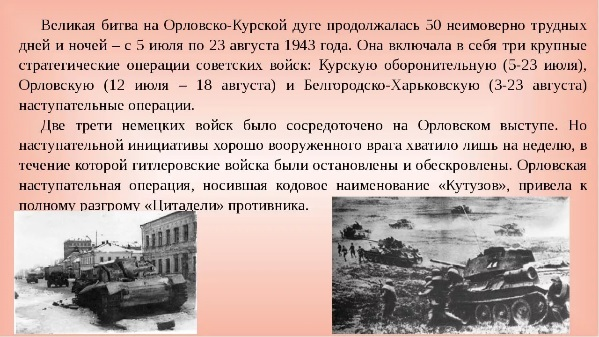 Великая битва на Орловско-Курской дуге продолжалась 50 неимоверно трудных
дней и ночей – с 5 июля по 23 августа 1943 года. Она включала в себя три крупные
стратегические операции советских войск: Курскую оборонительную (5-23 июля),
Орловскую (12 июля – 18 августа) и Белгородско-Харьковскую (3-23 августа)
наступательные операции.
Две трети немецких войск было сосредоточено на Орловском выступе. Но
наступательной инициативы хорошо вооруженного врага хватило лишь на неделю, в
течение которой гитлеровские войска были остановлены и обескровлены. Орловская
наступательная операция, носившая кодовое наименование «Кутузов», привела к
полному разгрому «Цитадели» противника.